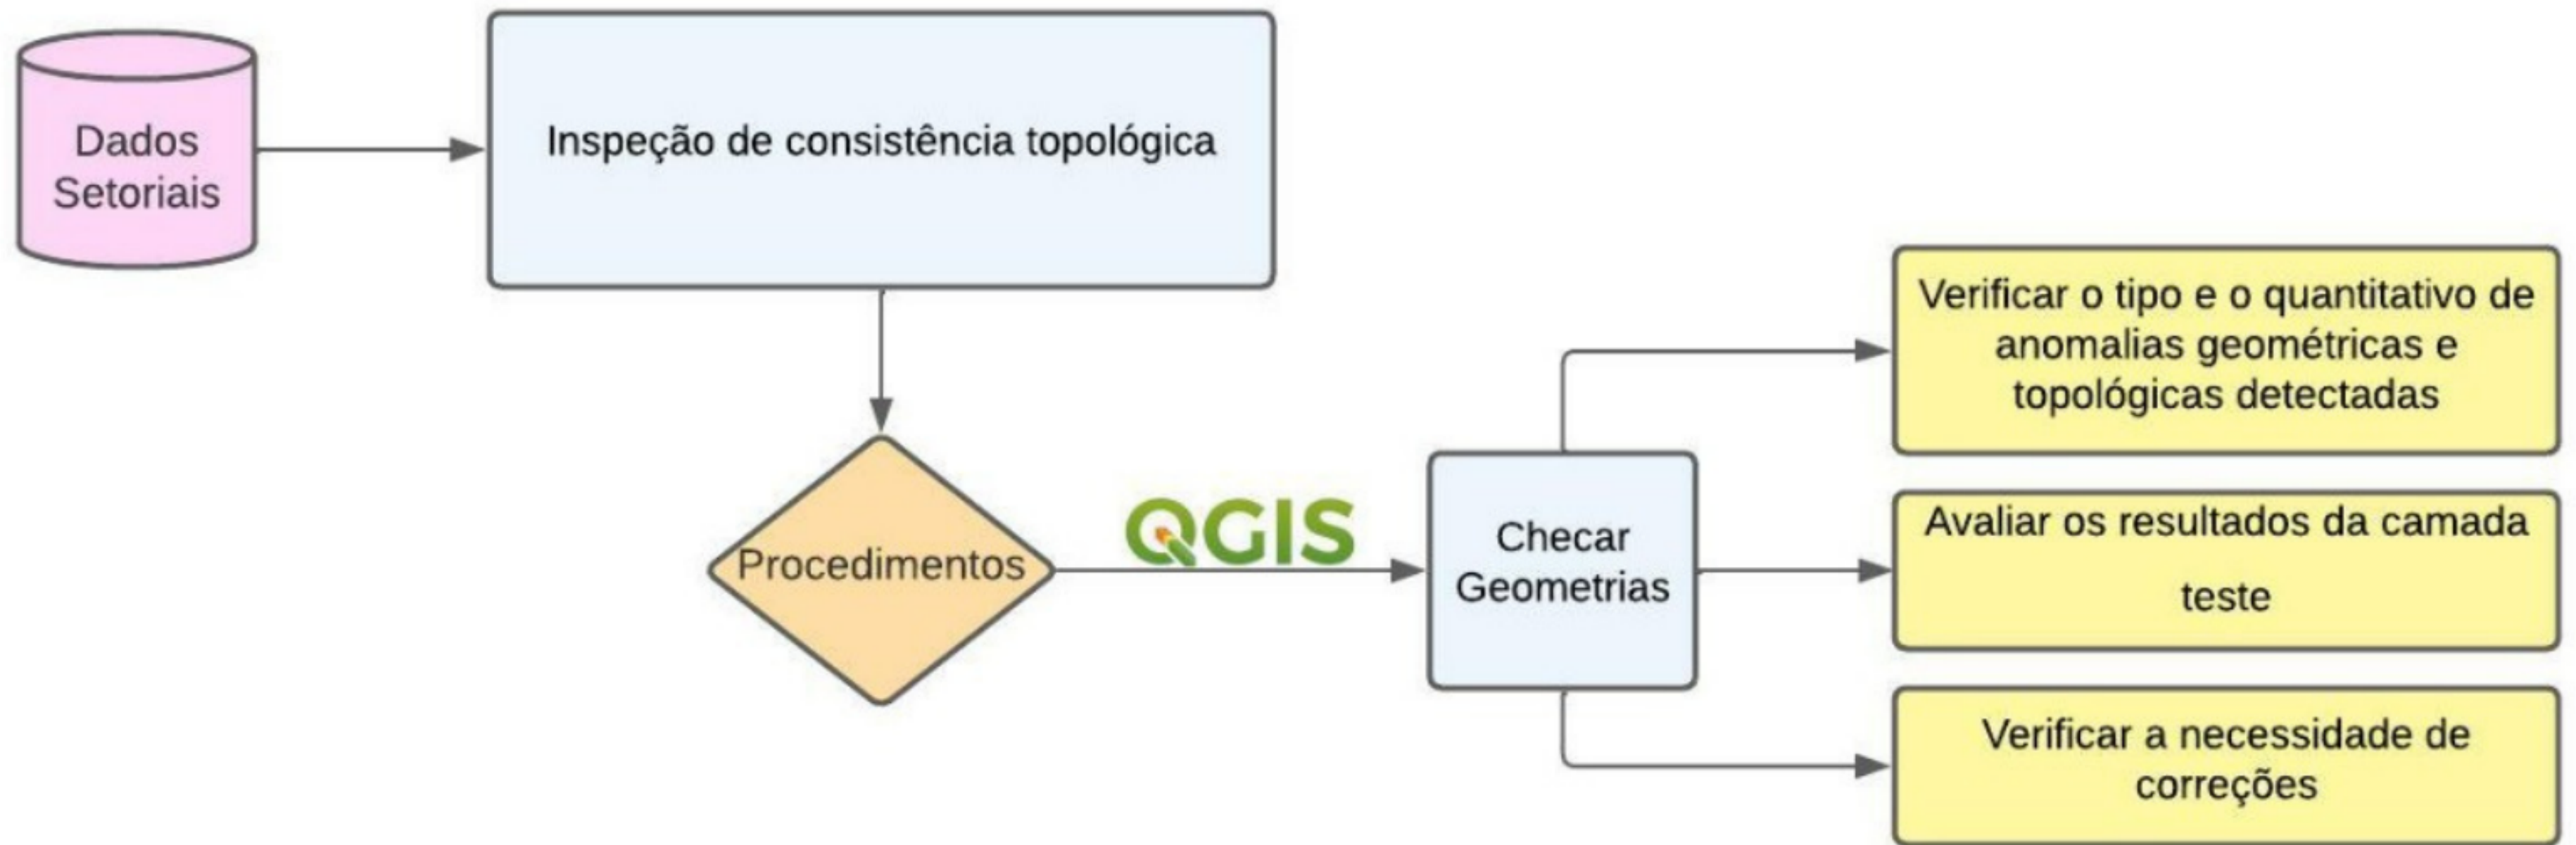 Dados
Setoriais
Inspeção de consistência topológica
Procedimentos
QGIS
Checar
Geometrias
Verificar o tipo e o quantitativo de
anomalias geométricas e
topológicas detectadas
Avaliar os resultados da camada
teste
Verificar a necessidade de
correções